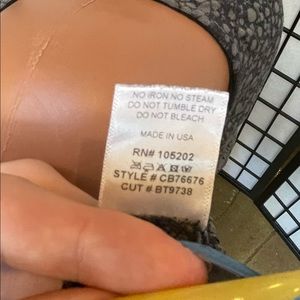 NO IRON NO STEAM
DO NOT TUMBLE DRY
DO NOT BLEACH
MADE IN USA
RN# 105202
STYLE # CB76676
CUT # BT9738